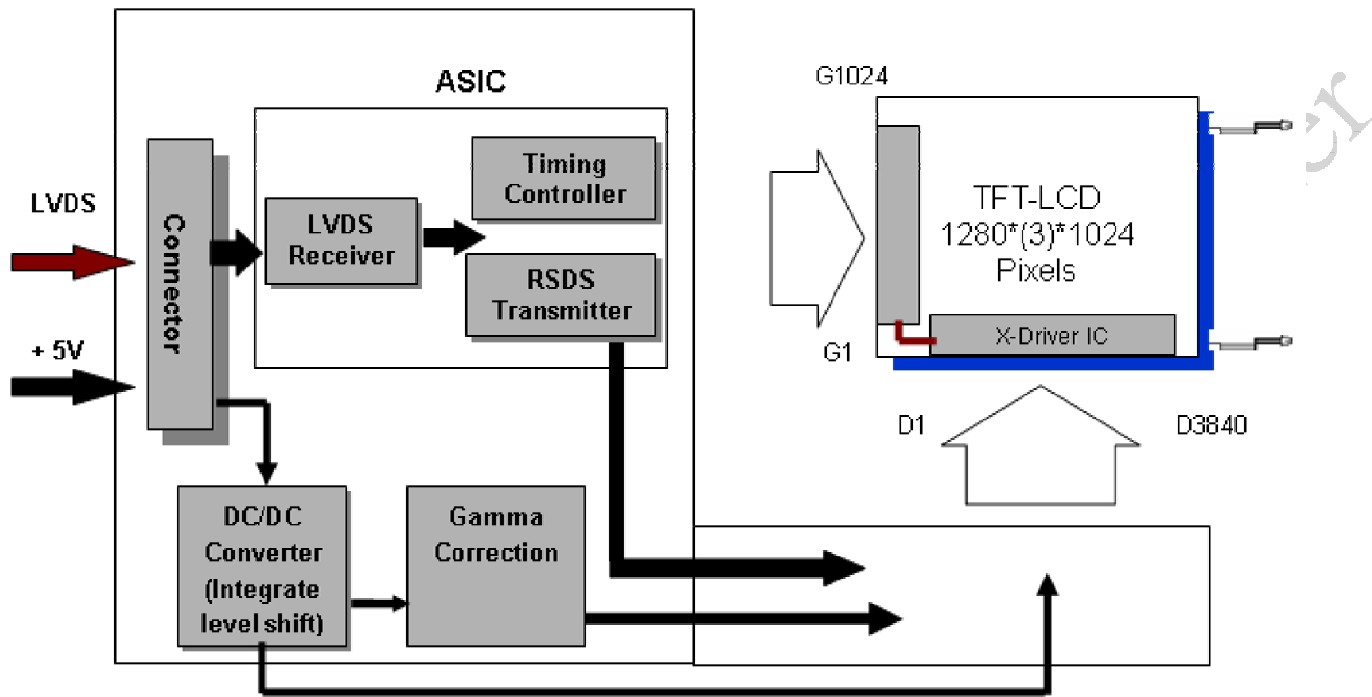 ASIC
G1024
LVDS
Connector
LVDS
Receiver
Timing
Controller
RSDS
Transmitter
TFT-LCD
1280*(3)*1024
Pixels
+ 5V
G1
X-Driver IC
D1
D3840
DC/DC
Converter
(Integrate
level shift)
Gamma
Correction